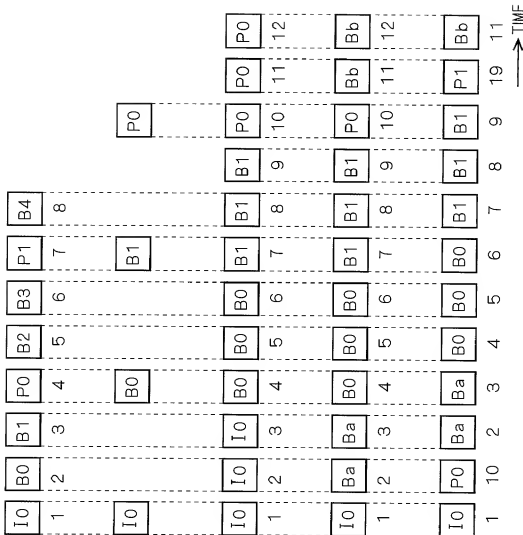 I0 B0 B1 P0 B2 B3 P1 B4
1 2 3 4 5 6 7 8
I0 B0 B1 P0
I0 I0 I0 B0 B0 B0 B1 B1 B1 P0 P0 P0
1 2 3 4 5 6 7 8 9 10 11 12
I0 Ba Ba B0 B0 B0 B1 B1 B1 P0 Bb Bb
1 2 3 4 5 6 7 8 9 10 11 12
I0 P0 Ba Ba B0 B0 B0 B1 B1 B1 P1 Bb
1 10 2 3 4 5 6 7 8 9 19 11
TIME